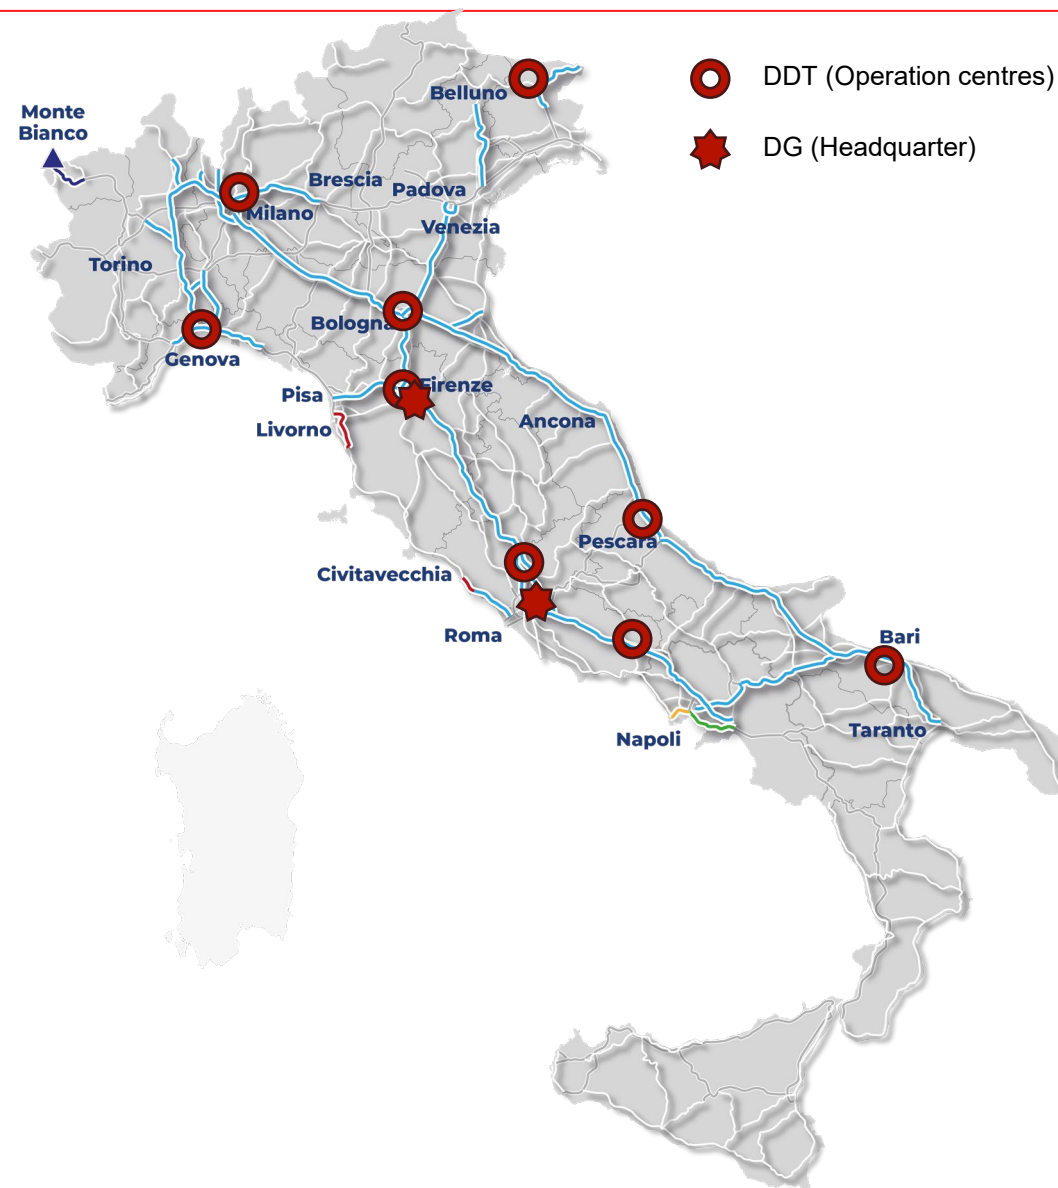 DDT (Operation centres)
DG (Headquarter)
Belluno
Monte
Bianco
Brescia
Padova
Milano
Venezia
Torino
Bologna
Genova
Firenze
Pisa
Livorno
Ancona
Pescara
Civitavecchia
Roma
Bari
Taranto
Napoli